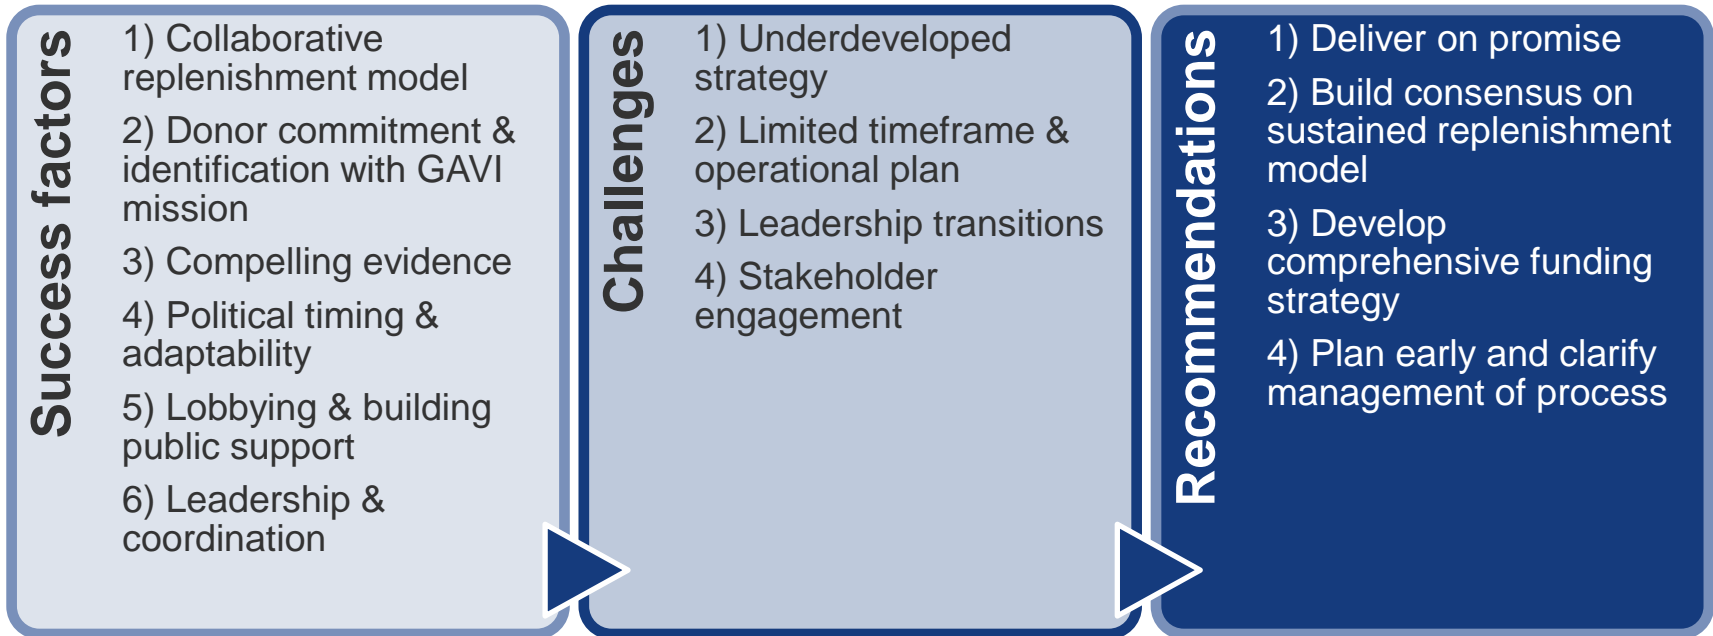 Success factors
1) Collaborative
replenishment model
2) Donor commitment &
identification with GAVI
mission
3) Compelling evidence
4) Political timing &
adaptability
5) Lobbying & building
public support
6) Leadership &
coordination
Challenges
1) Underdeveloped
strategy
2) Limited timeframe &
operational plan
3) Leadership transitions
4) Stakeholder
engagement
Recommendations
1) Deliver on promise
2) Build consensus on
sustained replenishment
model
3) Develop
comprehensive funding
strategy
4) Plan early and clarify
management of process